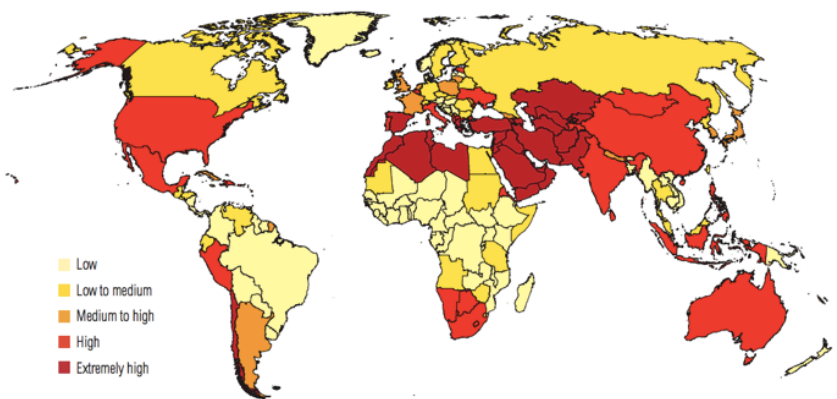 Low
Low to medium
Medium to high
High
Extremely high